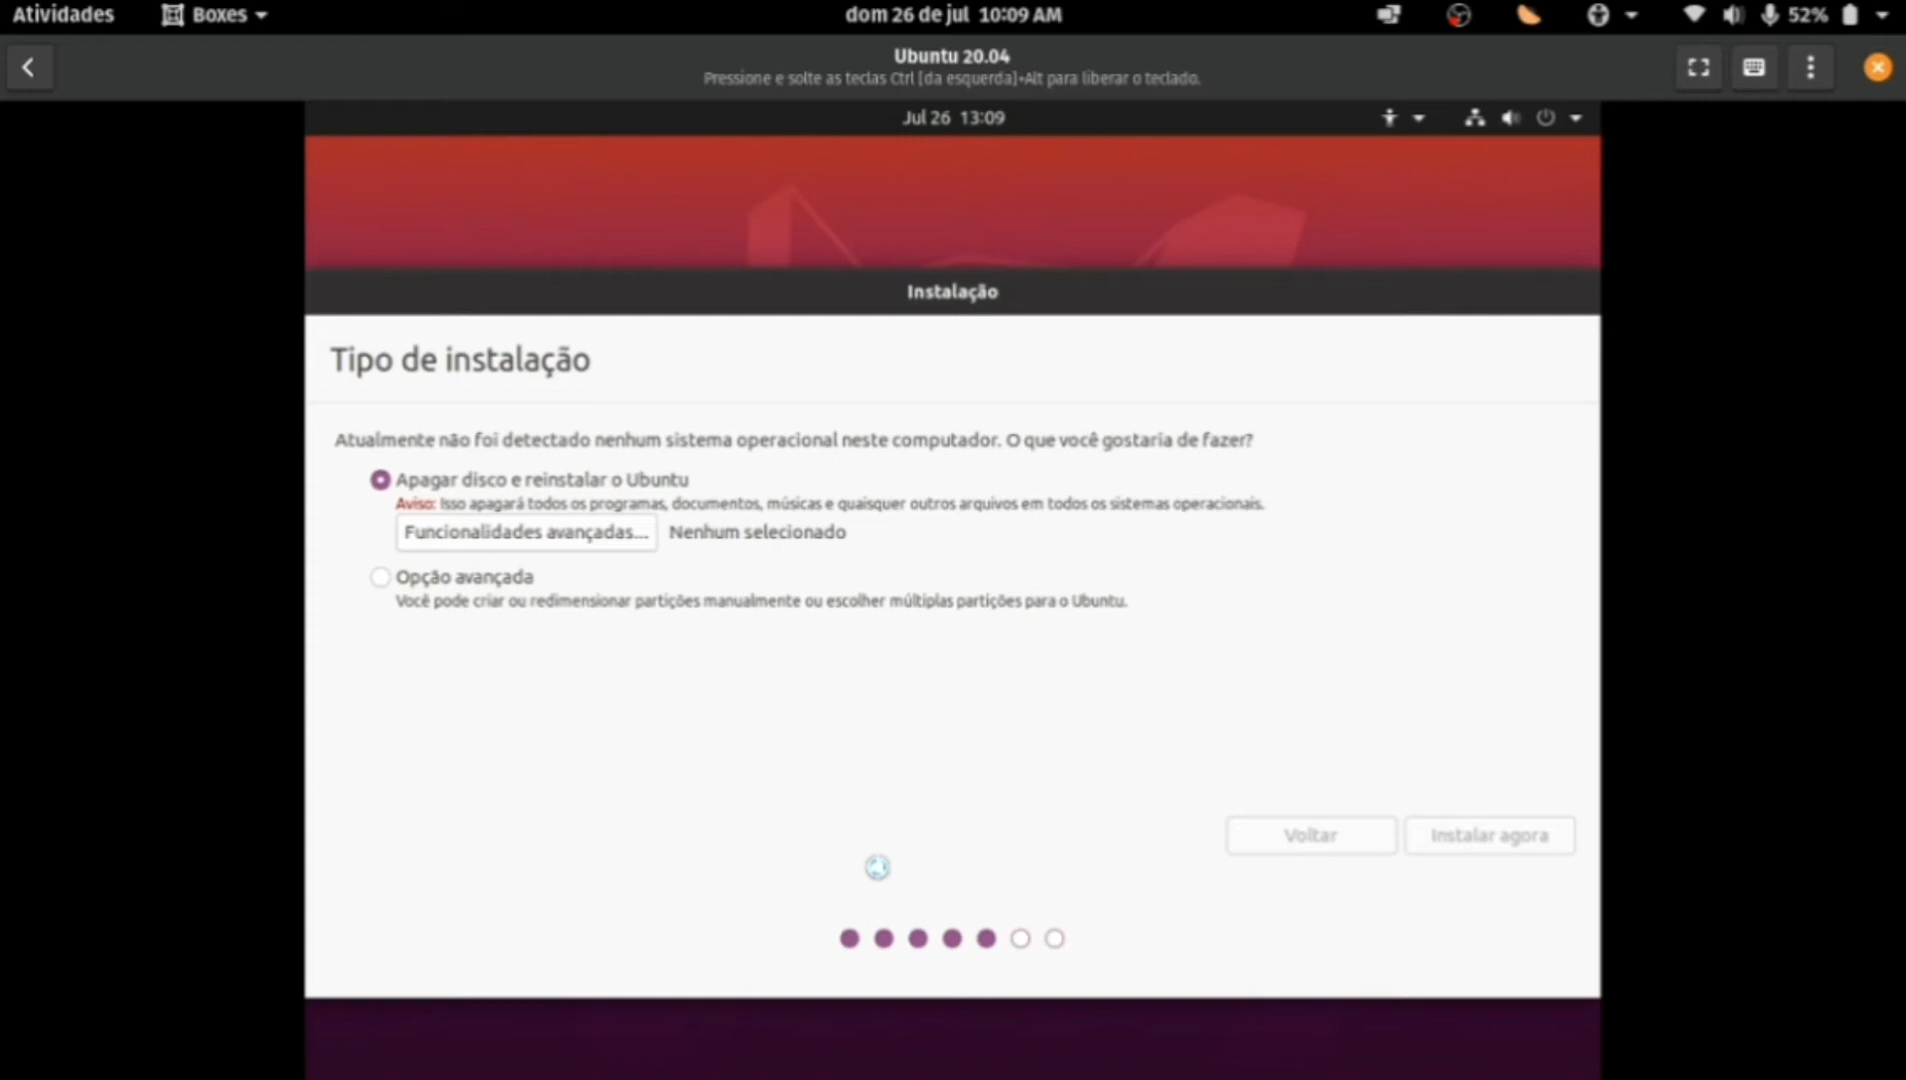 Atividades Boxes dom 26 de jul 10:09 AM 52%
Ubuntu 20.04
Pressione e solte as teclas Ctrl [da esquerda]+Alt para liberar o teclado.
Jul 26 13:09
Instalação
Tipo de instalação
Atualmente não foi detectado nenhum sistema operacional neste computador. O que você gostaria de fazer?
Apagar disco e reinstalar o Ubuntu
Aviso: Isso apagará todos os programas, documentos, músicas e quaisquer outros arquivos em todos os sistemas operacionais.
Funcionalidades avançadas... Nenhum selecionado
Opção avançada
Você pode criar ou redimensionar partições manualmente ou escolher múltiplas partições para o Ubuntu.
Voltar Instalar agora